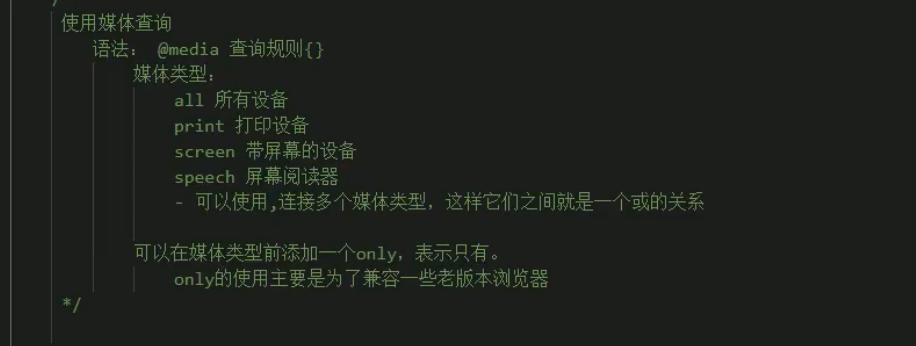 /
使用媒体查询
语法： @media 查询规则{}
媒体类型：
all 所有设备
print 打印设备
screen 带屏幕的设备
speech 屏幕阅读器
- 可以使用,连接多个媒体类型，这样它们之间就是一个或的关系
可以在媒体类型前添加一个only，表示只有。
only的使用主要是为了兼容一些老版本浏览器
*/